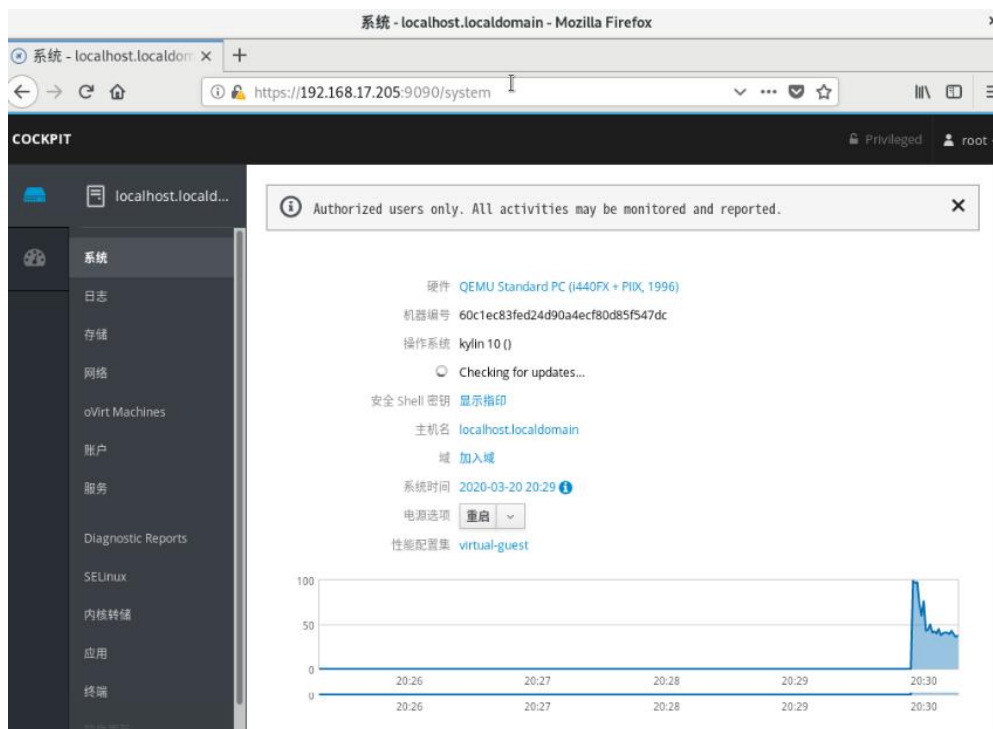 系统 - localhost.localdomain - Mozilla Firefox
系统 - localhost.localdom
https://192.168.17.205:9090/system
COCKPIT
Privileged
root
localhost.locald...
Authorized users only. All activities may be monitored and reported.
系统
日志
存储
网络
oVirt Machines
账户
服务
Diagnostic Reports
SELinux
内核转储
应用
终端
硬件 QEMU Standard PC (i440FX + PIIX, 1996)
机器编号 60c1ec83fed24d90a4ecf80d85f547dc
操作系统 kylin 10 ()
Checking for updates...
安全 Shell 密钥 显示指印
主机名 localhost.localdomain
域 加入域
系统时间 2020-03-20 20:29
电源选项 重启
性能配置集 virtual-guest
100
50
0
20:26 20:27 20:28 20:29 20:30
0
20:26 20:27 20:28 20:29 20:30